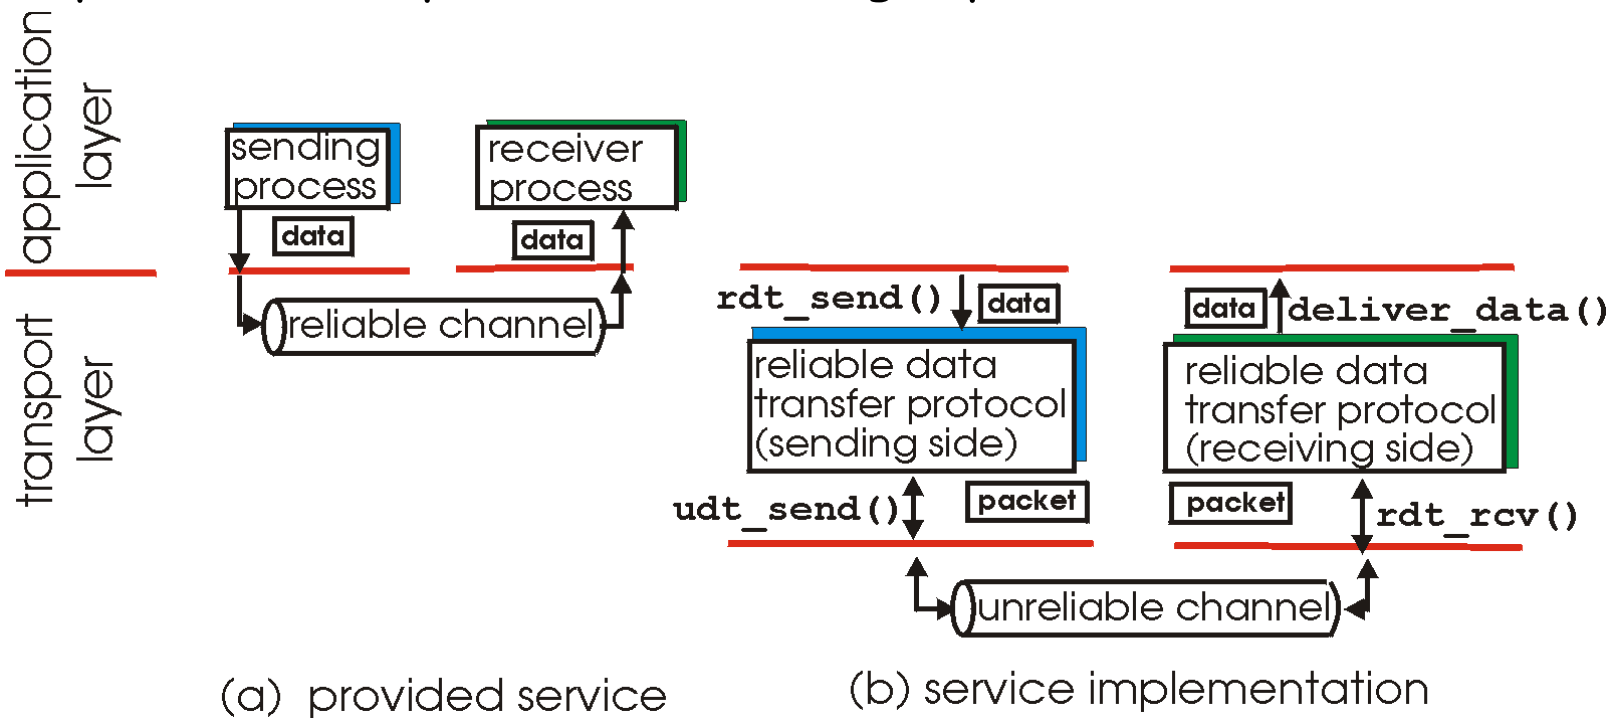 application
layer
transport
layer
sending
process
data
receiver
process
data
reliable channel
(a) provided service
rdt_send()
data
reliable data
transfer protocol
(sending side)
udt_send()
packet
data
deliver_data()
reliable data
transfer protocol
(receiving side)
packet
rdt_rcv()
unreliable channel
(b) service implementation